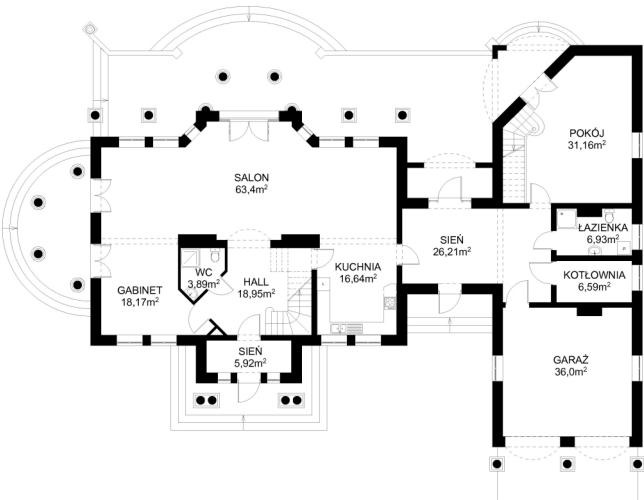 POKÓJ
31,16m²
SALON
63,4m²
ŁAZIENKA
6,93m²
SIEŃ
26,21m²
KUCHNIA
16,64m²
WC
3,89m²
HALL
18,95m²
GABINET
18,17m²
KOTŁOWNIA
6,59m²
SIEŃ
5,92m²
GARAŻ
36,0m²